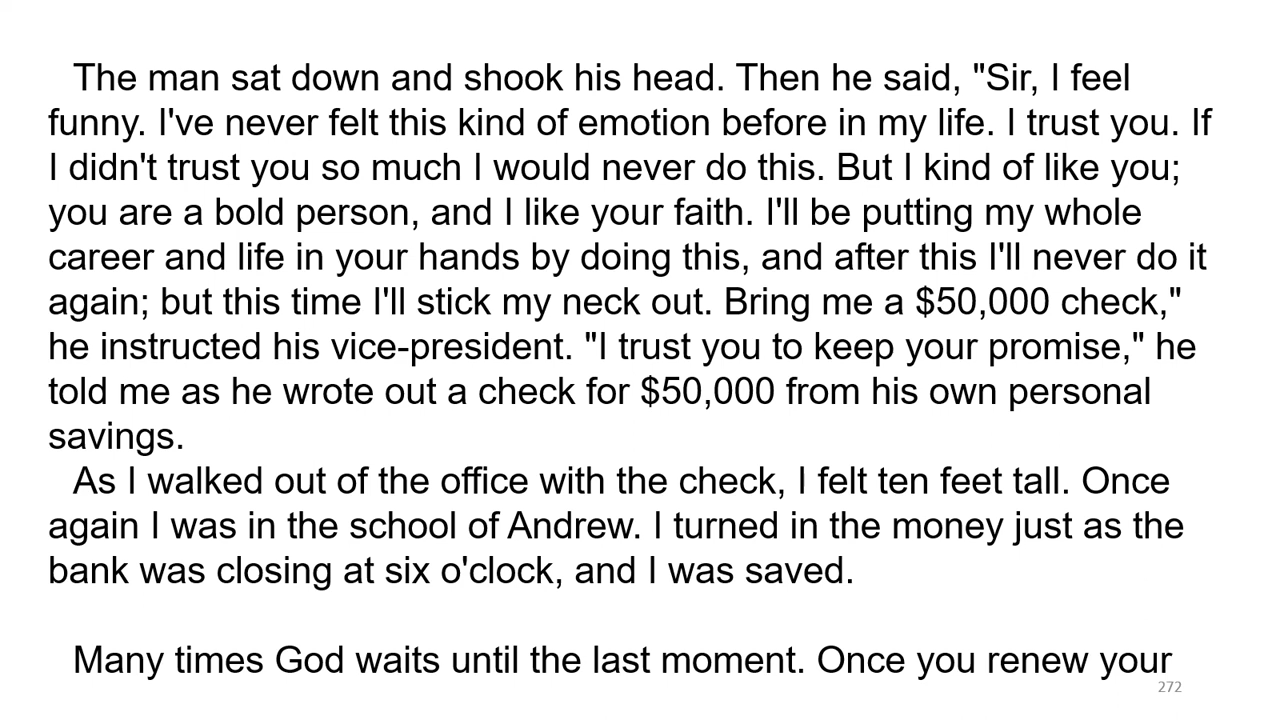 The man sat down and shook his head. Then he said, "Sir, I feel
funny. I've never felt this kind of emotion before in my life. I trust you. If
I didn't trust you so much I would never do this. But I kind of like you;
you are a bold person, and I like your faith. I'll be putting my whole
career and life in your hands by doing this, and after this I'll never do it
again; but this time I'll stick my neck out. Bring me a $50,000 check,"
he instructed his vice-president. "I trust you to keep your promise," he
told me as he wrote out a check for $50,000 from his own personal
savings.
As I walked out of the office with the check, I felt ten feet tall. Once
again I was in the school of Andrew. I turned in the money just as the
bank was closing at six o'clock, and I was saved.
Many times God waits until the last moment. Once you renew your
272